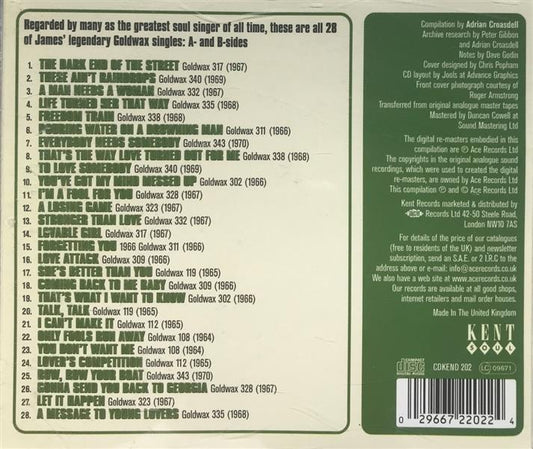 Regarded by many as the greatest soul singer of all time, these are all 28
of James' legendary Goldwax singles: A- and B-sides
1. THE DARK END OF THE STREET Goldwax 317 (1967)
2. THESE AIN'T RAINDROPS Goldwax 340 (1969)
3. A MAN NEEDS A WOMAN Goldwax 332 (1967)
4. LIFE TURNED HER THAT WAY Goldwax 335 (1968)
5. FREEDOM TRAIN Goldwax 338 (1968)
6. POURING WATER ON A DROWNING MAN Goldwax 311 (1966)
7. EVERYBODY NEEDS SOMEBODY Goldwax 343 (1970)
8. THAT'S THE WAY LOVE TURNED OUT FOR ME Goldwax 338 (1968)
9. TO LOVE SOMEBODY Goldwax 340 (1969)
10. YOU'VE GOT MY MIND MESSED UP Goldwax 302 (1966)
11. I'M A FOOL FOR YOU Goldwax 328 (1967)
12. A LOSING GAME Goldwax 323 (1967)
13. STRONGER THAN LOVE Goldwax 332 (1967)
14. LOVABLE GIRL Goldwax 317 (1967)
15. FORGETTING YOU 1966 Goldwax 311 (1966)
16. LOVE ATTACK Goldwax 309 (1966)
17. SHE'S BETTER THAN YOU Goldwax 119 (1965)
18. COMING BACK TO ME BABY Goldwax 309 (1966)
19. THAT'S WHAT I WANT TO KNOW Goldwax 302 (1966)
20. TALK, TALK Goldwax 119 (1965)
21. I CAN'T MAKE IT Goldwax 112 (1965)
22. ONLY FOOLS RUN AWAY Goldwax 108 (1964)
23. YOU DON'T WANT ME Goldwax 108 (1964)
24. LOVER'S COMPETITION Goldwax 112 (1965)
25. ROW, ROW YOUR BOAT Goldwax 343 (1970)
26. GONNA SEND YOU BACK TO GEORGIA Goldwax 328 (1967)
27. LET IT HAPPEN Goldwax 323 (1967)
28. A MESSAGE TO YOUNG LOVERS Goldwax 335 (1968)
Compilation by Adrian Croasdell
Archive research by Peter Gibbon
and Adrian Croasdell
Notes by Dave Godin
Cover designed by Chris Popham
CD layout by Jools at Advance Graphics
Front cover photograph courtesy of
Roger Armstrong
Transferred from original analogue master tapes
Mastered by Duncan Cowell at
Sound Mastering Ltd
The digital re-masters embodied in this
compilation are ℗ Ace Records Ltd
The copyrights in the original analogue sound
recordings, which were used to created the digital
re-masters, are owned by Ace Records Ltd
This compilation ℗ and © Ace Records Ltd
Kent Records marketed & distributed by
ace Records Ltd 42-50 Steele Road,
London NW10 7AS
For details of the price of our catalogues
(free to residents of the UK) and newsletter
subscription, send an S.A.E. or 2 I.R.C to the
address above or e-mail: info@acerecords.co.uk
We also have a web site at www.acerecords.co.uk
Our records are available at all good shops,
internet retailers and mail order houses.
Made In The United Kingdom
KENT
SOUL
COMPACT
disc
DIGITAL AUDIO
CDKEND 202
LC 09671
0 29667 22022 4